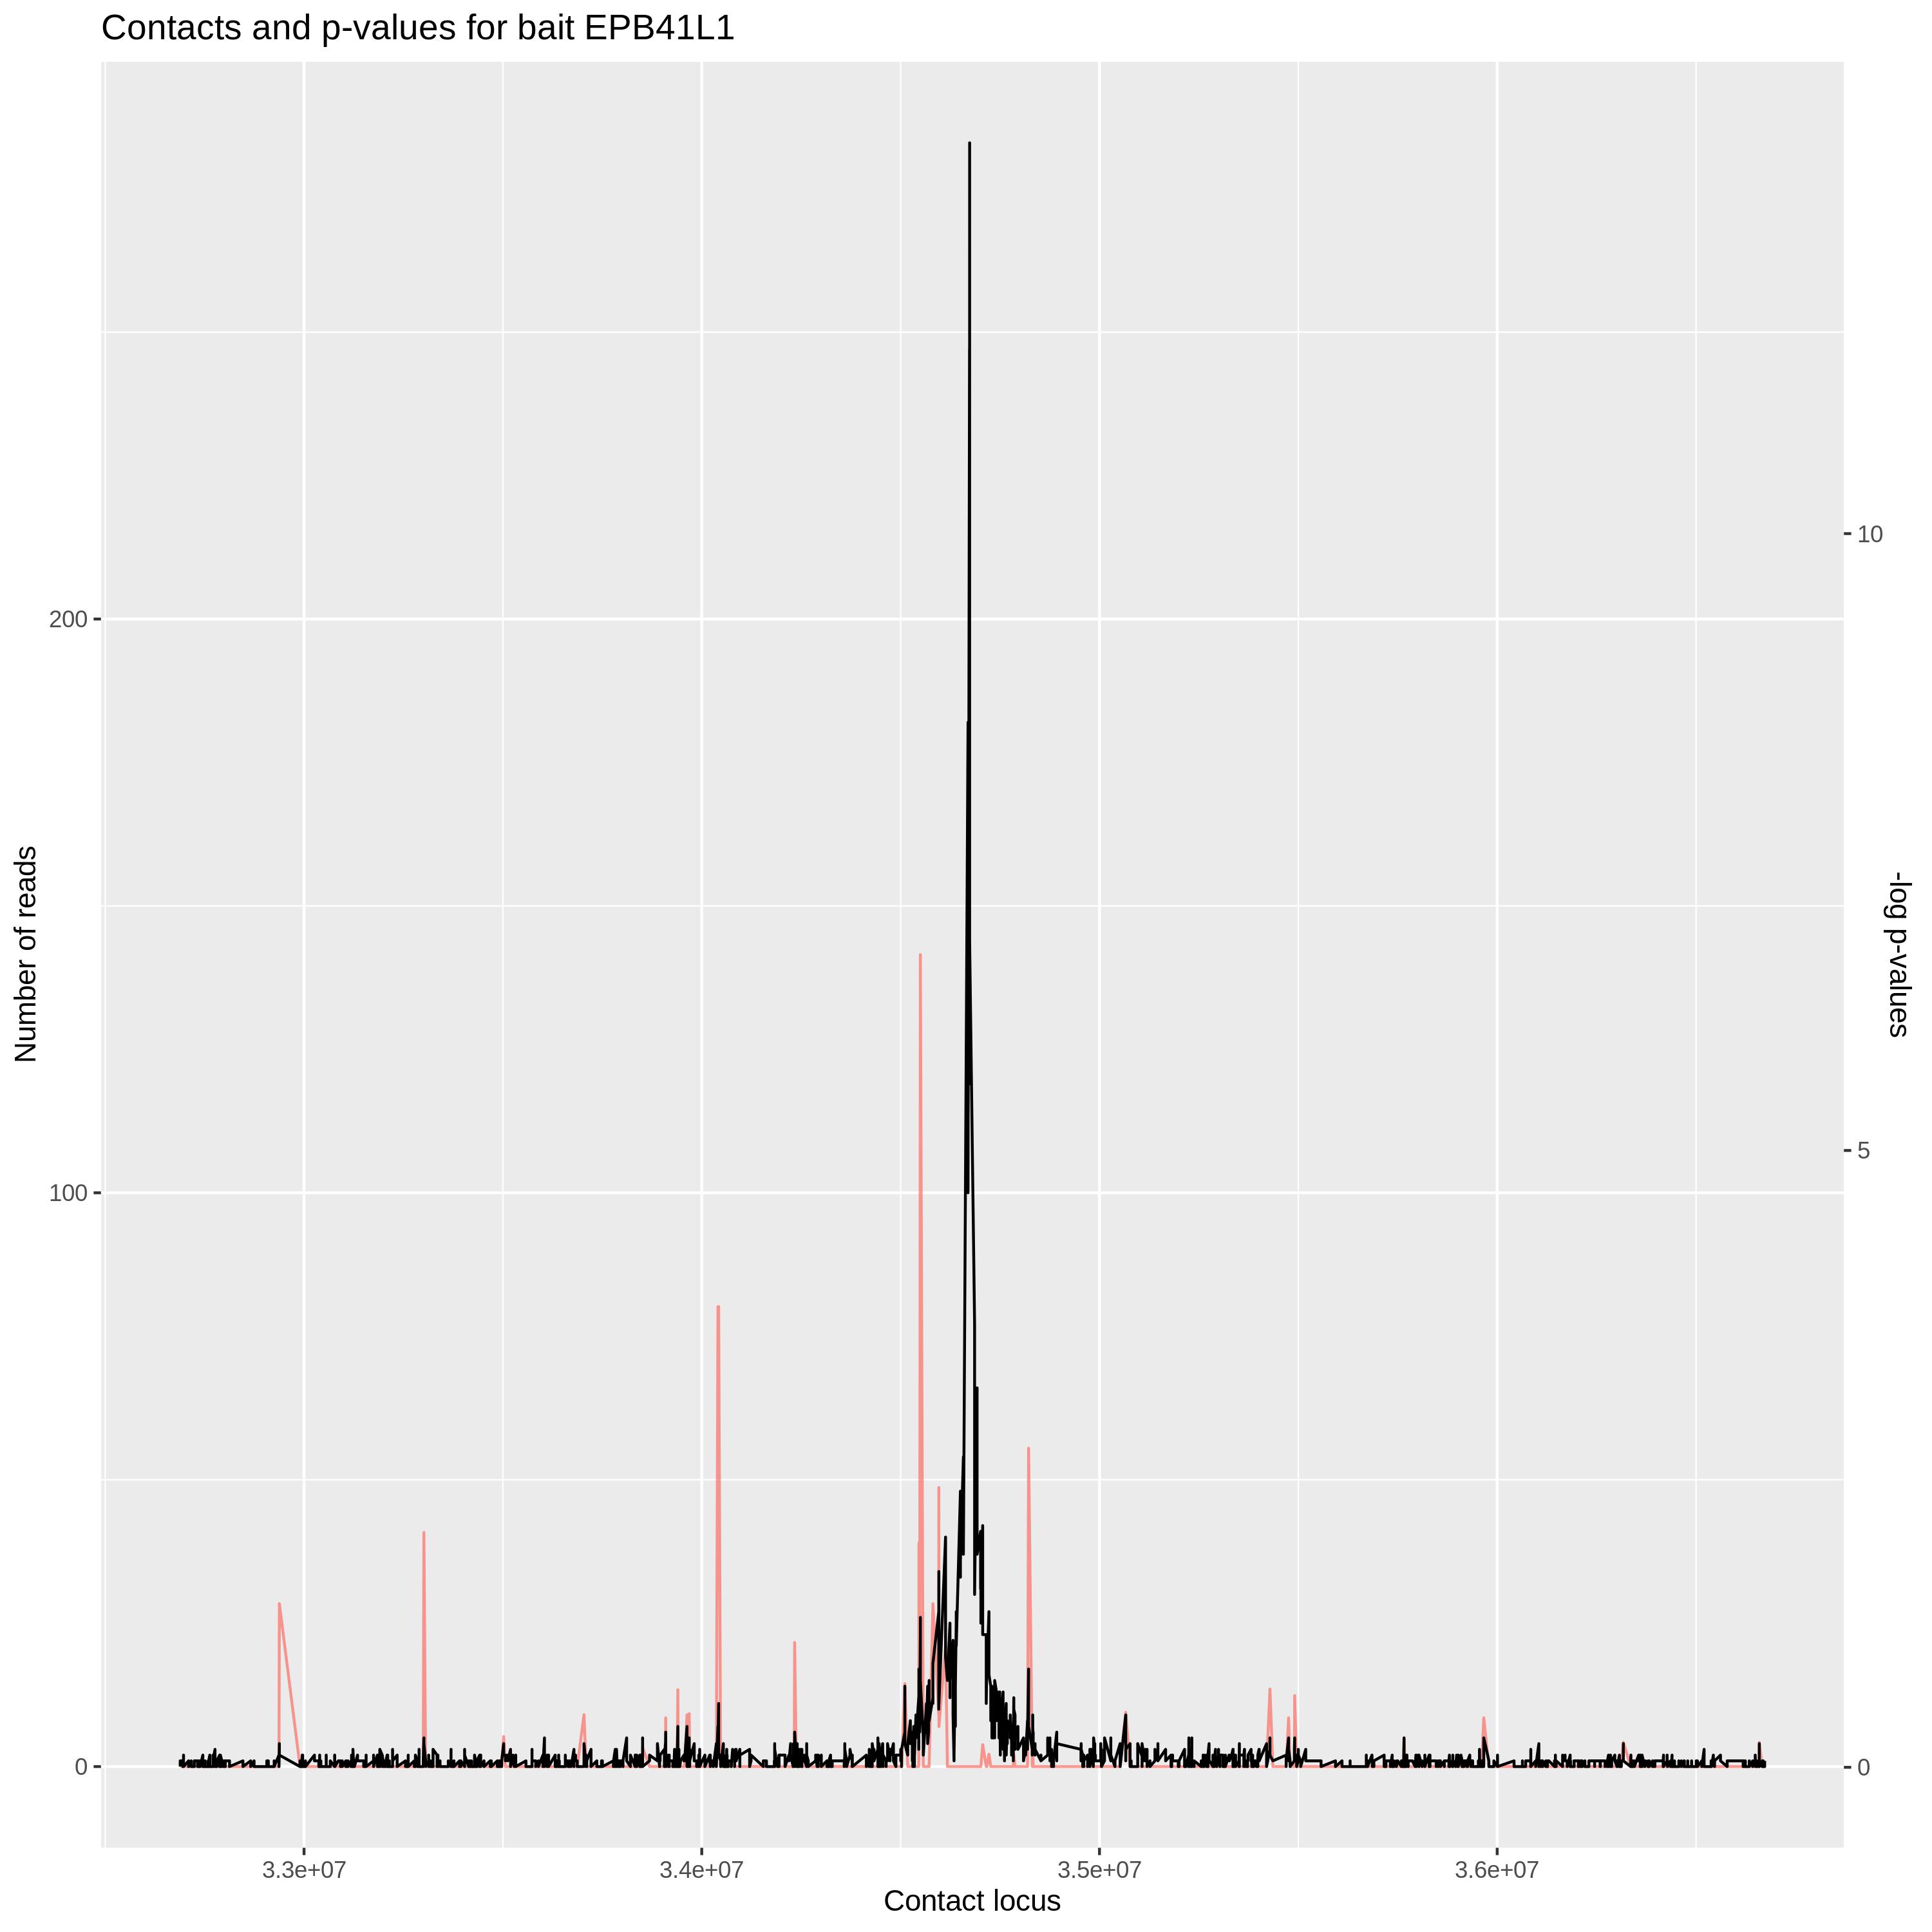 Contacts and p-values for bait EPB41L1
200
100
0
Number of reads
10
5
0
-log p-values
3.3e+07
3.4e+07
3.5e+07
3.6e+07
Contact locus